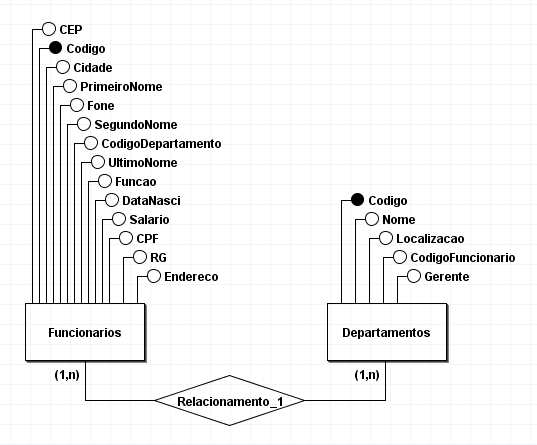 CEP
Codigo
Cidade
PrimeiroNome
Fone
SegundoNome
CodigoDepartamento
UltimoNome
Funcao
DataNasci
Salario
CPF
RG
Endereco
Codigo
Nome
Localizacao
CodigoFuncionario
Gerente
Funcionarios
Departamentos
(1,n)
(1,n)
Relacionamento_1